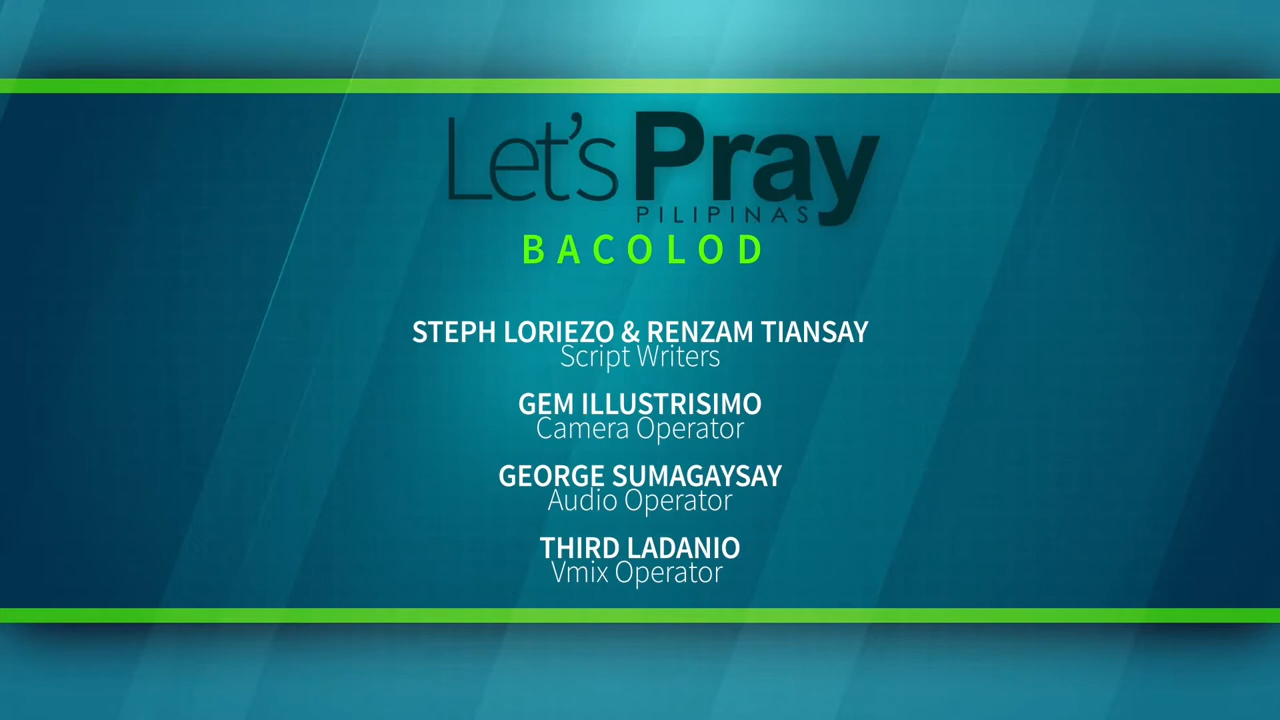 Let's Pray
PILIPINAS
BACOLOD
STEPH LORIEZO & RENZAM TIANSAY
Script Writers
GEM ILLUSTRISIMO
Camera Operator
GEORGE SUMAGAYSAY
Audio Operator
THIRD LADANIO
Vmix Operator